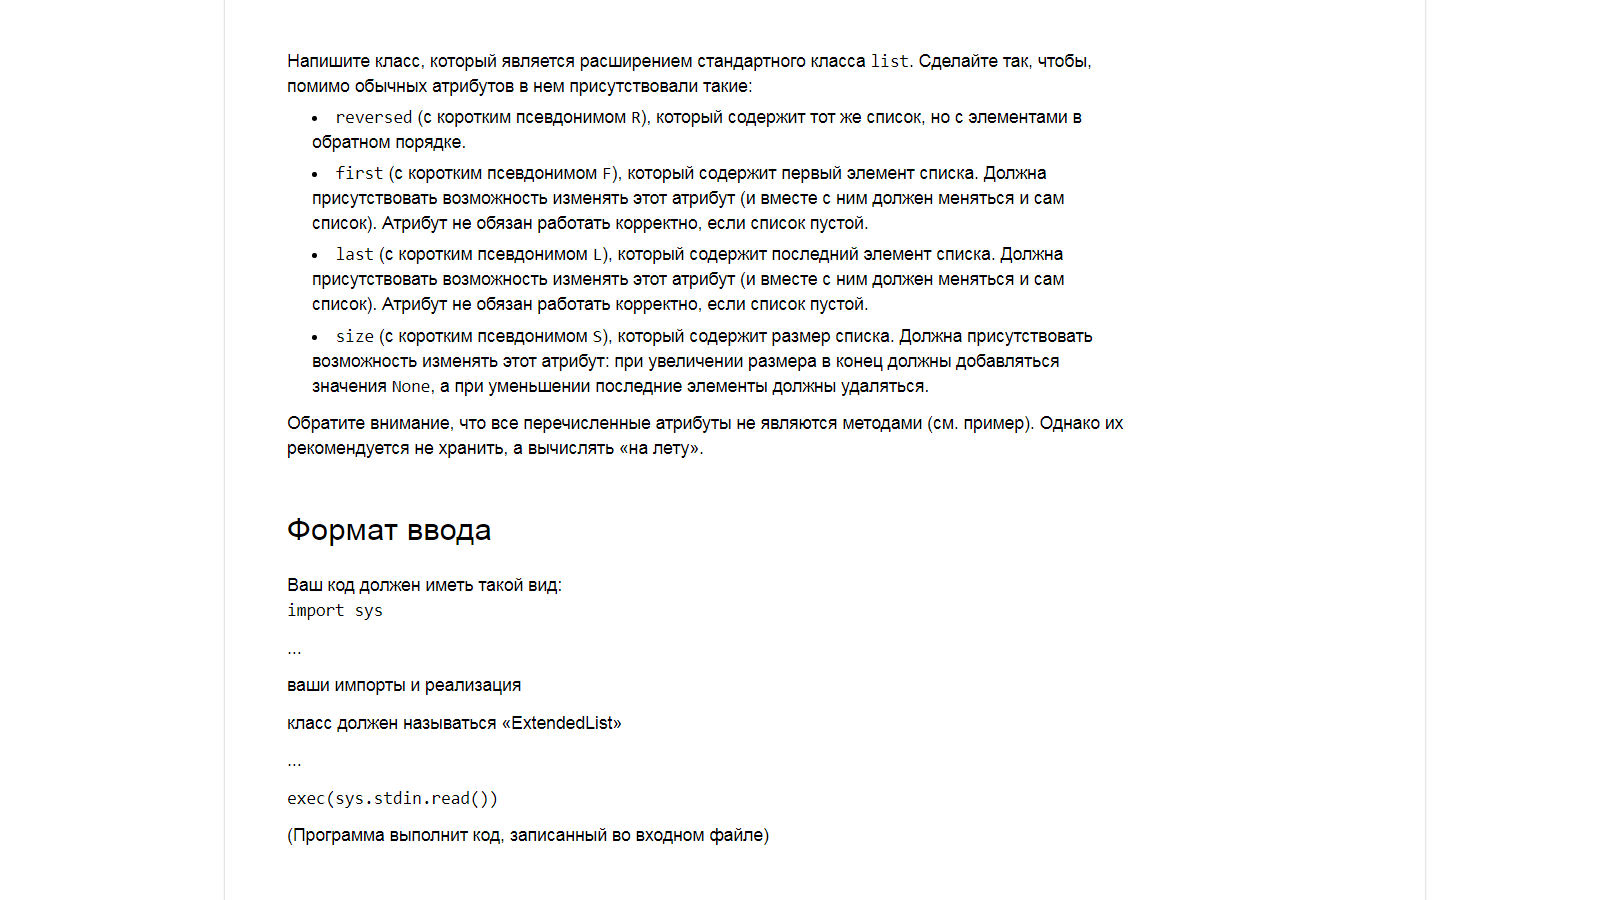 Напишите класс, который является расширением стандартного класса list. Сделайте так, чтобы,
помимо обычных атрибутов в нем присутствовали такие:
• reversed (с коротким псевдонимом R), который содержит тот же список, но с элементами в
обратном порядке.
• first (с коротким псевдонимом F), который содержит первый элемент списка. Должна
присутствовать возможность изменять этот атрибут (и вместе с ним должен меняться и сам
список). Атрибут не обязан работать корректно, если список пустой.
• last (с коротким псевдонимом L), который содержит последний элемент списка. Должна
присутствовать возможность изменять этот атрибут (и вместе с ним должен меняться и сам
список). Атрибут не обязан работать корректно, если список пустой.
• size (с коротким псевдонимом S), который содержит размер списка. Должна присутствовать
возможность изменять этот атрибут: при увеличении размера в конец должны добавляться
значения None, а при уменьшении последние элементы должны удаляться.
Обратите внимание, что все перечисленные атрибуты не являются методами (см. пример). Однако их
рекомендуется не хранить, а вычислять «на лету».
Формат ввода
Ваш код должен иметь такой вид:
import sys
...
ваши импорты и реализация
класс должен называться «ExtendedList»
...
exec(sys.stdin.read())
(Программа выполнит код, записанный во входном файле)